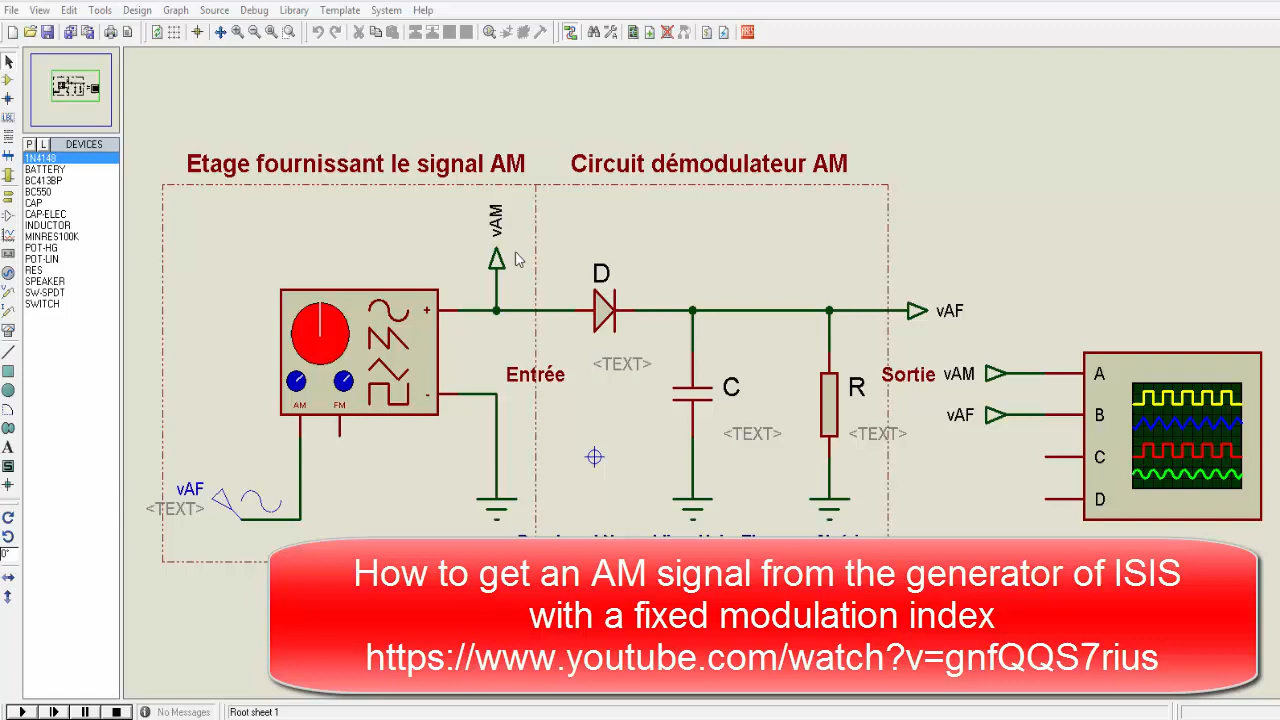 File View Edit Tools Design Graph Source Debug Library Template System Help
P L DEVICES
1N4148
BATTERY
BC413BP
BC550
CAP
CAP-ELEC
INDUCTOR
MINRES100K
POT-HG
POT-LIN
RES
SPEAKER
SW-SPDT
SWITCH
Etage fournissant le signal AM
Circuit démodulateur AM
vAM
D
<TEXT>
+
-
AM FM
Entrée
C
<TEXT>
R
<TEXT>
vAF
Sortie
vAM
vAF
A
B
C
D
vAF
<TEXT>
How to get an AM signal from the generator of ISIS
with a fixed modulation index
https://www.youtube.com/watch?v=gnfQQS7rius
0°
No Messages
Root sheet 1